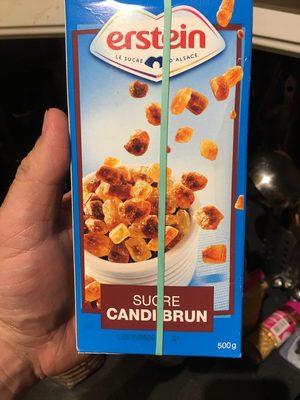 erstein
LE SUCRE D'ALSACE
SUCRE
CANDI BRUN
500g